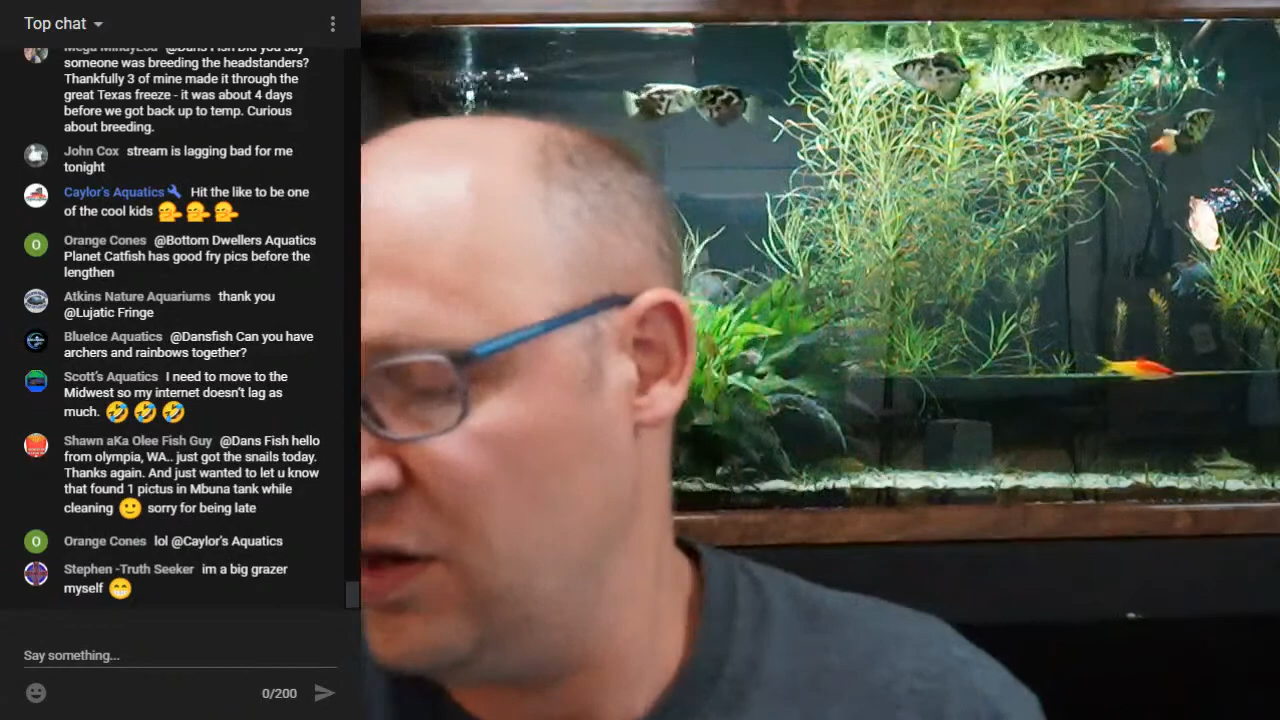 Top chat
Mega MindyLou @Dans Fish Did you say
someone was breeding the headstanders?
Thankfully 3 of mine made it through the
great Texas freeze - it was about 4 days
before we got back up to temp. Curious
about breeding.
John Cox stream is lagging bad for me
tonight
Caylor's Aquatics Hit the like to be one
of the cool kids
O
Orange Cones @Bottom Dwellers Aquatics
Planet Catfish has good fry pics before the
lengthen
Atkins Nature Aquariums thank you
@Lujatic Fringe
BlueIce Aquatics @Dansfish Can you have
archers and rainbows together?
Scott's Aquatics I need to move to the
Midwest so my internet doesn't lag as
much.
Shawn aKa Olee Fish Guy @Dans Fish hello
from olympia, WA.. just got the snails today.
Thanks again. And just wanted to let u know
that found 1 pictus in Mbuna tank while
cleaning sorry for being late
O
Orange Cones lol @Caylor's Aquatics
Stephen -Truth Seeker im a big grazer
myself
Say something...
0/200